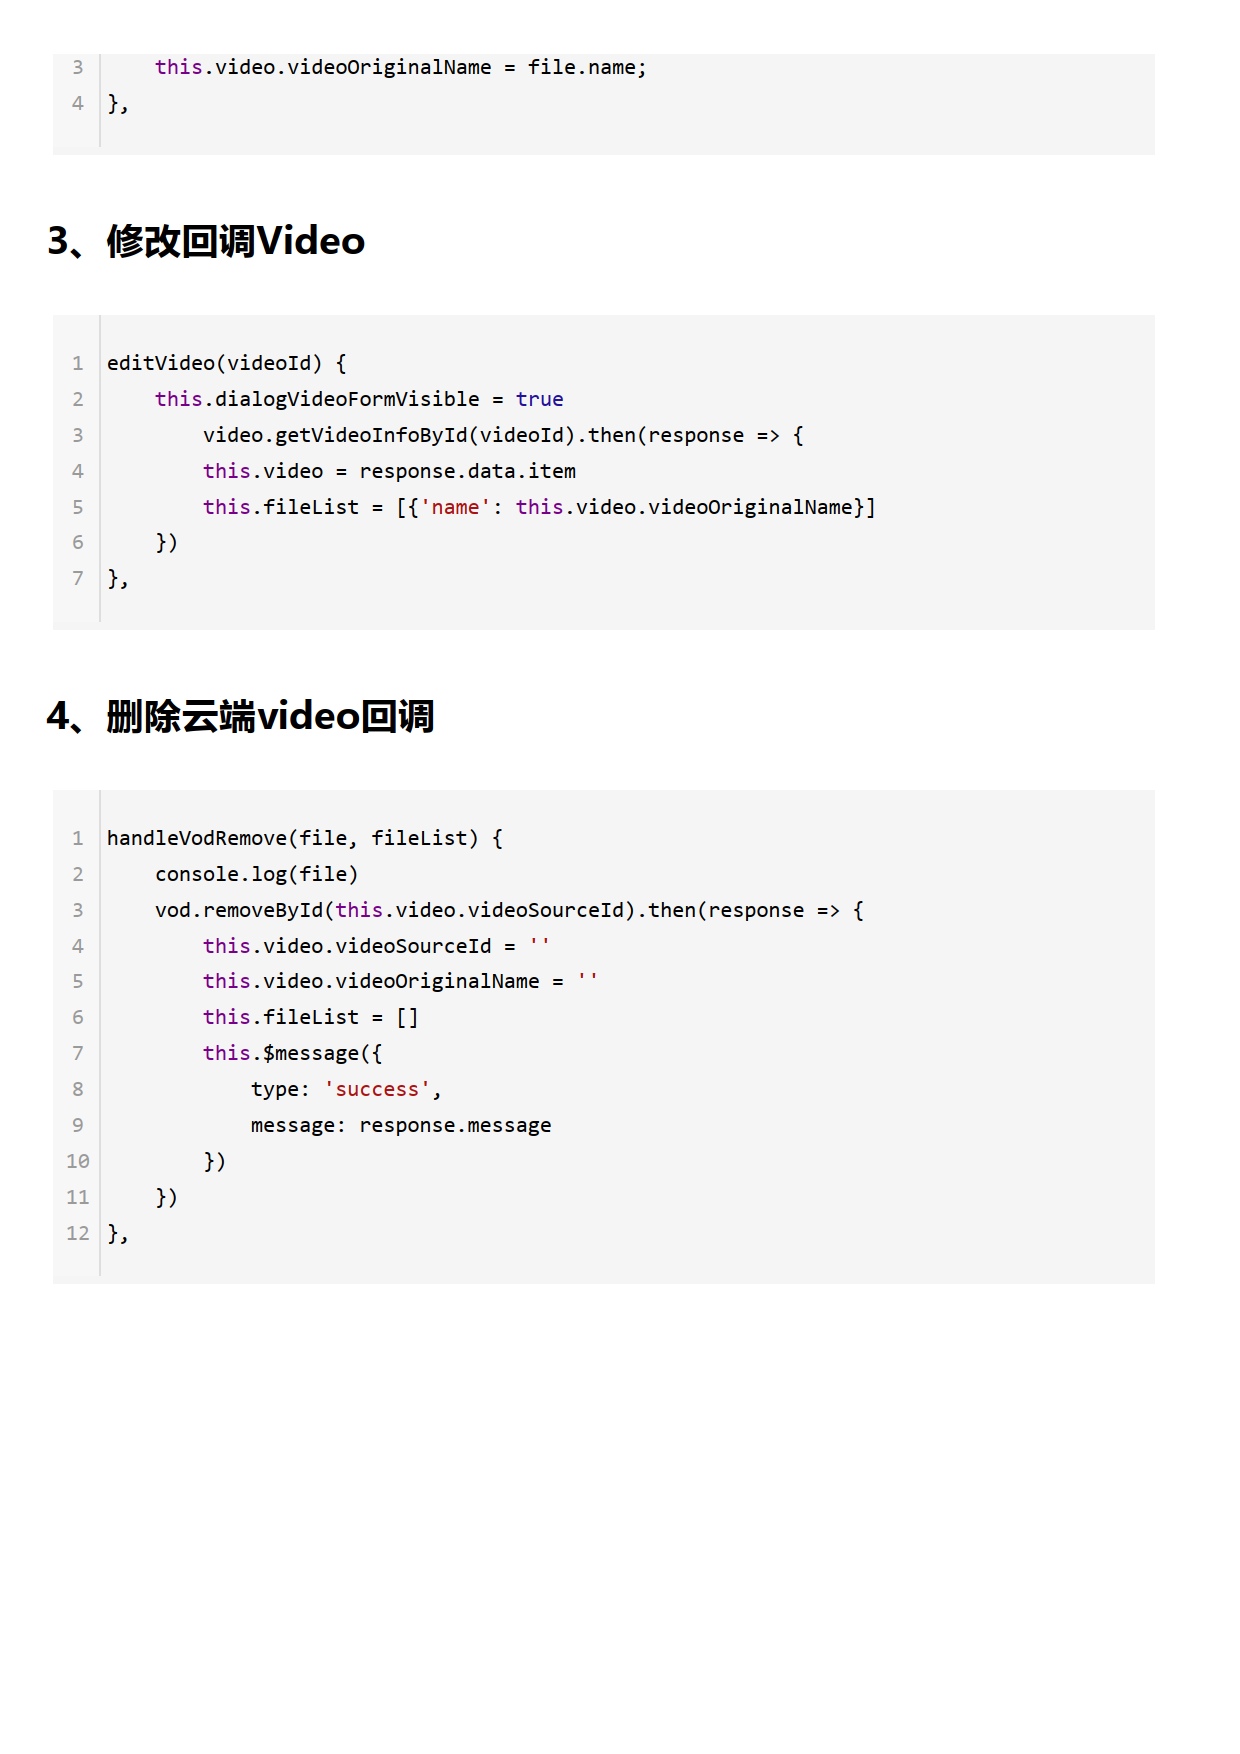 3     this.video.videoOriginalName = file.name;
4 },
3、修改回调Video
1 editVideo(videoId) {
2     this.dialogVideoFormVisible = true
3         video.getVideoInfoById(videoId).then(response => {
4         this.video = response.data.item
5         this.fileList = [{'name': this.video.videoOriginalName}]
6     })
7 },
4、删除云端video回调
1 handleVodRemove(file, fileList) {
2     console.log(file)
3     vod.removeById(this.video.videoSourceId).then(response => {
4         this.video.videoSourceId = ''
5         this.video.videoOriginalName = ''
6         this.fileList = []
7         this.$message({
8             type: 'success',
9             message: response.message
10         })
11     })
12 },